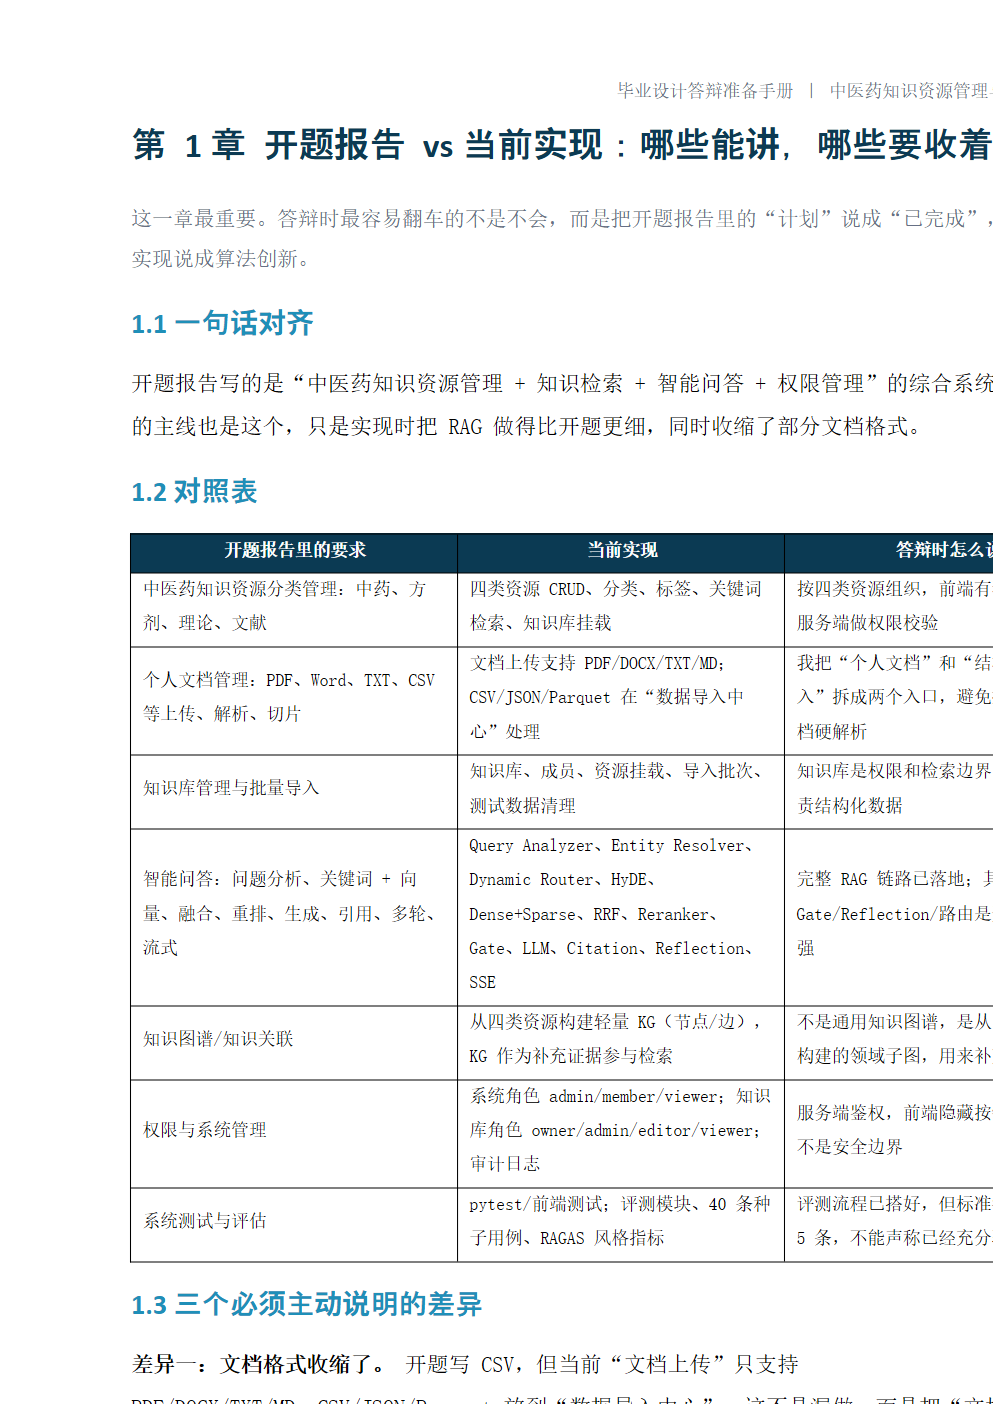 毕业设计答辩准备手册 | 中医药知识资源管理
第 1 章 开题报告 vs 当前实现：哪些能讲，哪些要收着
这一章最重要。答辩时最容易翻车的不是不会，而是把开题报告里的“计划”说成“已完成”，
实现说成算法创新。
1.1 一句话对齐
开题报告写的是“中医药知识资源管理 + 知识检索 + 智能问答 + 权限管理”的综合系统
的主线也是这个，只是实现时把 RAG 做得比开题更细，同时收缩了部分文档格式。
1.2 对照表
开题报告里的要求 当前实现 答辩时怎么
中医药知识资源分类管理：中药、方
剂、理论、文献
四类资源 CRUD、分类、标签、关键词
检索、知识库挂载
按四类资源组织，前端有
服务端做权限校验
个人文档管理：PDF、Word、TXT、CSV
等上传、解析、切片
文档上传支持 PDF/DOCX/TXT/MD；
CSV/JSON/Parquet 在“数据导入中
心”处理
我把“个人文档”和“结
入”拆成两个入口，避免
档硬解析
知识库管理与批量导入
知识库、成员、资源挂载、导入批次、
测试数据清理
知识库是权限和检索边界
责结构化数据
智能问答：问题分析、关键词 + 向
量、融合、重排、生成、引用、多轮、
流式
Query Analyzer、Entity Resolver、
Dynamic Router、HyDE、
Dense+Sparse、RRF、Reranker、
Gate、LLM、Citation、Reflection、
SSE
完整 RAG 链路已落地；其
Gate/Reflection/路由是
强
知识图谱/知识关联
从四类资源构建轻量 KG（节点/边），
KG 作为补充证据参与检索
不是通用知识图谱，是从
构建的领域子图，用来补
权限与系统管理
系统角色 admin/member/viewer；知识
库角色 owner/admin/editor/viewer；
审计日志
服务端鉴权，前端隐藏按
不是安全边界
系统测试与评估
pytest/前端测试；评测模块、40 条种
子用例、RAGAS 风格指标
评测流程已搭好，但标准
5 条，不能声称已经充分
1.3 三个必须主动说明的差异
差异一：文档格式收缩了。 开题写 CSV，但当前“文档上传”只支持